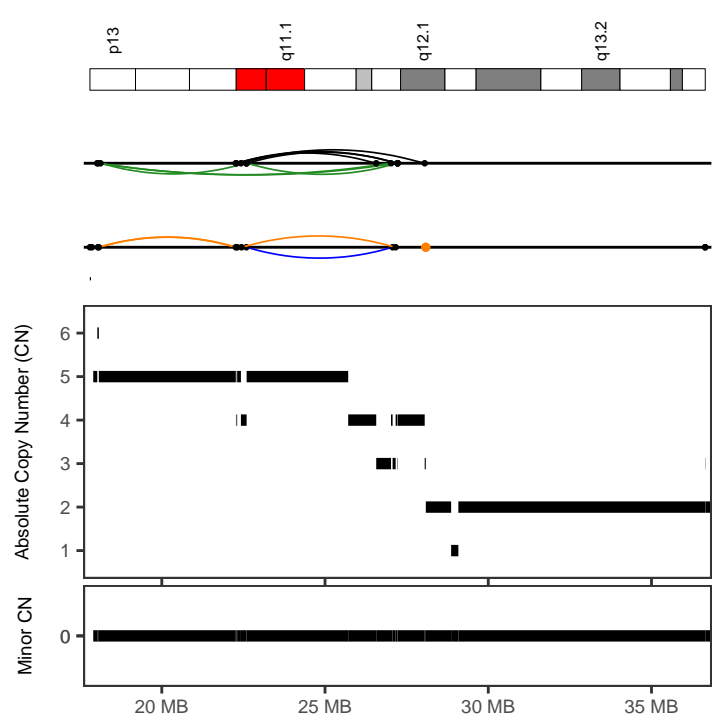 p13
q11.1
q12.1
q13.2
Absolute Copy Number (CN)
6
5
4
3
2
1
Minor CN
0
20 MB
25 MB
30 MB
35 MB